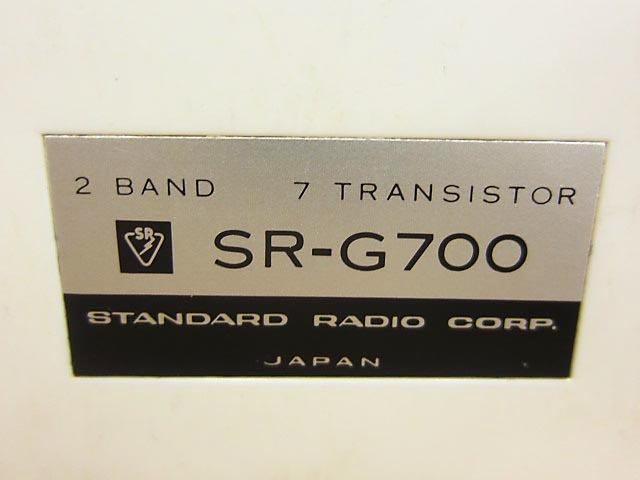 2 BAND 7 TRANSISTOR
SR SR-G700
STANDARD RADIO CORP.
JAPAN